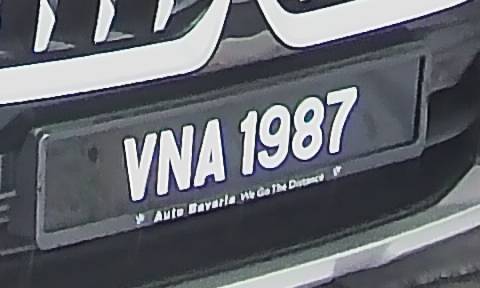 VNA 1987
Auto Bavaria We Go The Distance